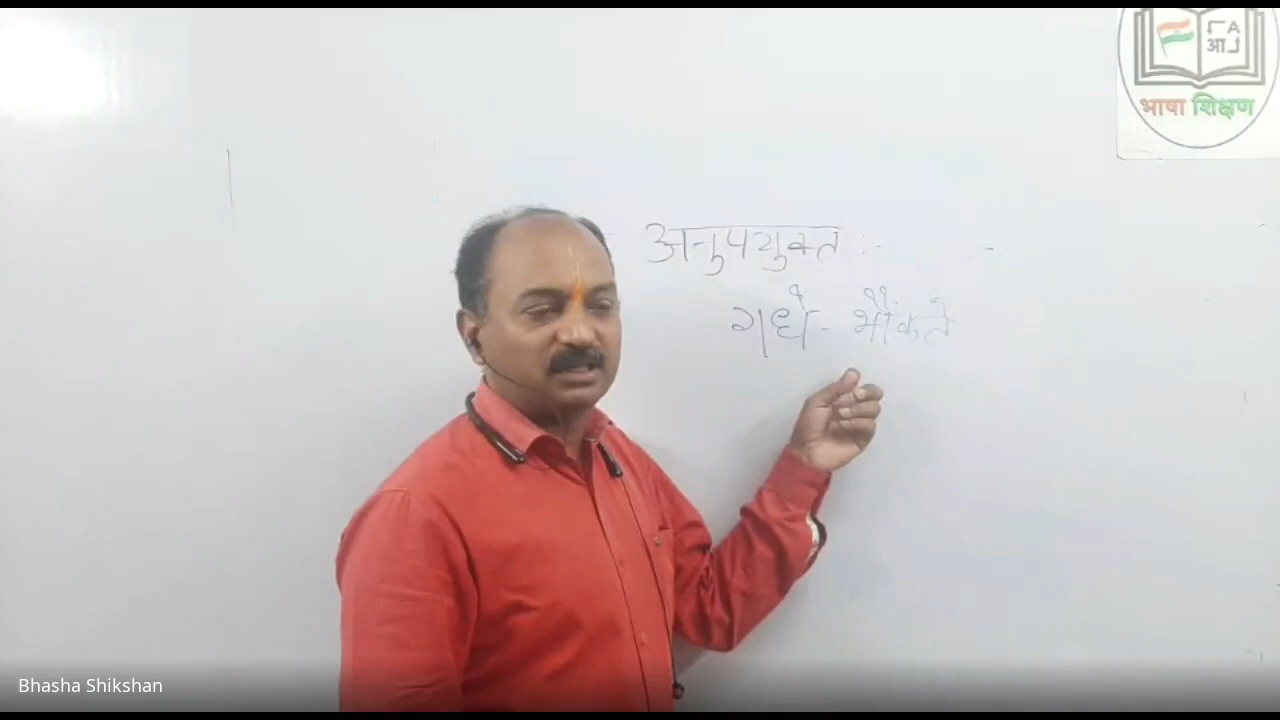 आ A
भाषा शिक्षण
अनुपयुक्त :-
गधे - भौंकते
Bhasha Shikshan